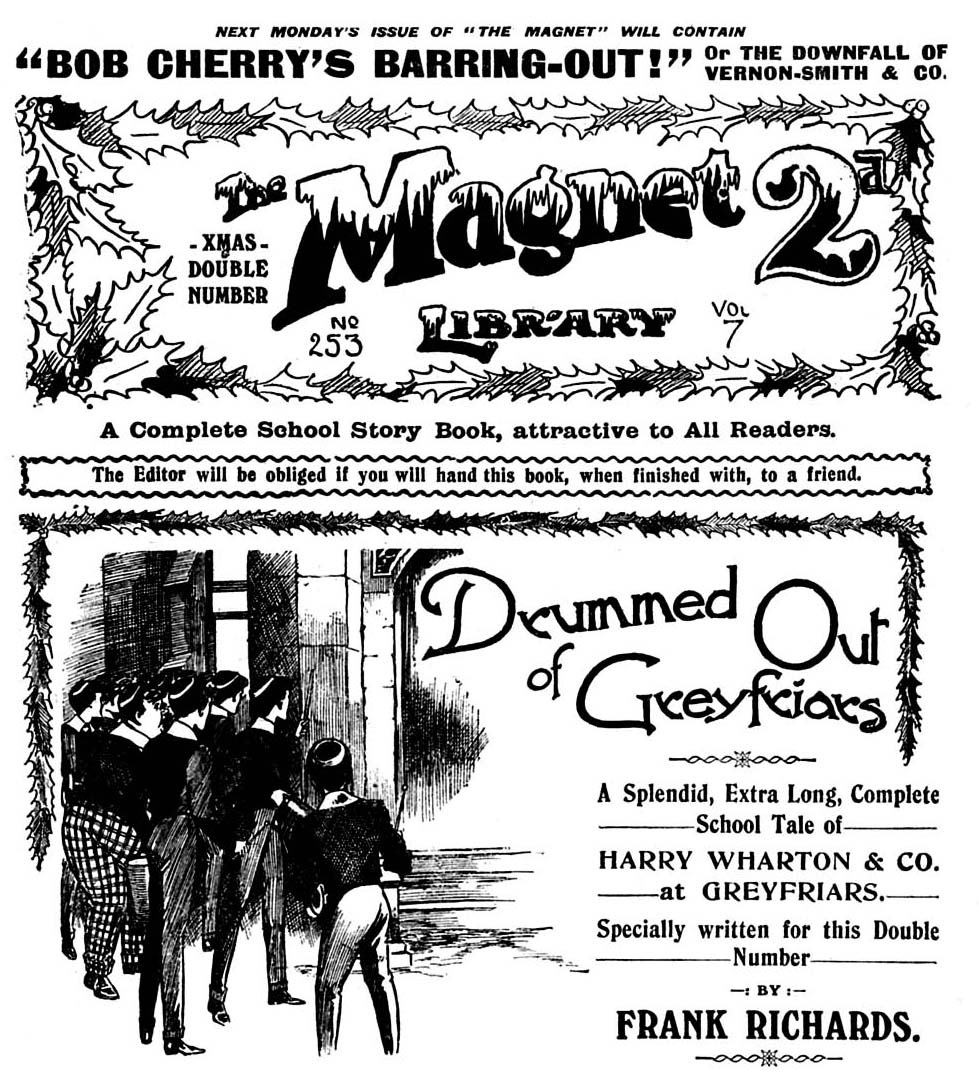 NEXT MONDAY'S ISSUE OF "THE MAGNET" WILL CONTAIN
"BOB CHERRY'S BARRING-OUT!" Or THE DOWNFALL OF
VERNON-SMITH & CO.
The Magnet 2d
- XMAS -
DOUBLE
NUMBER
No
253
LIBRARY
VOL
7
A Complete School Story Book, attractive to All Readers.
The Editor will be obliged if you will hand this book, when finished with, to a friend.
Drummed Out
of Greyfriars
A Splendid, Extra Long, Complete
School Tale of
HARRY WHARTON & CO.
at GREYFRIARS.
Specially written for this Double
Number
—: BY :—
FRANK RICHARDS.